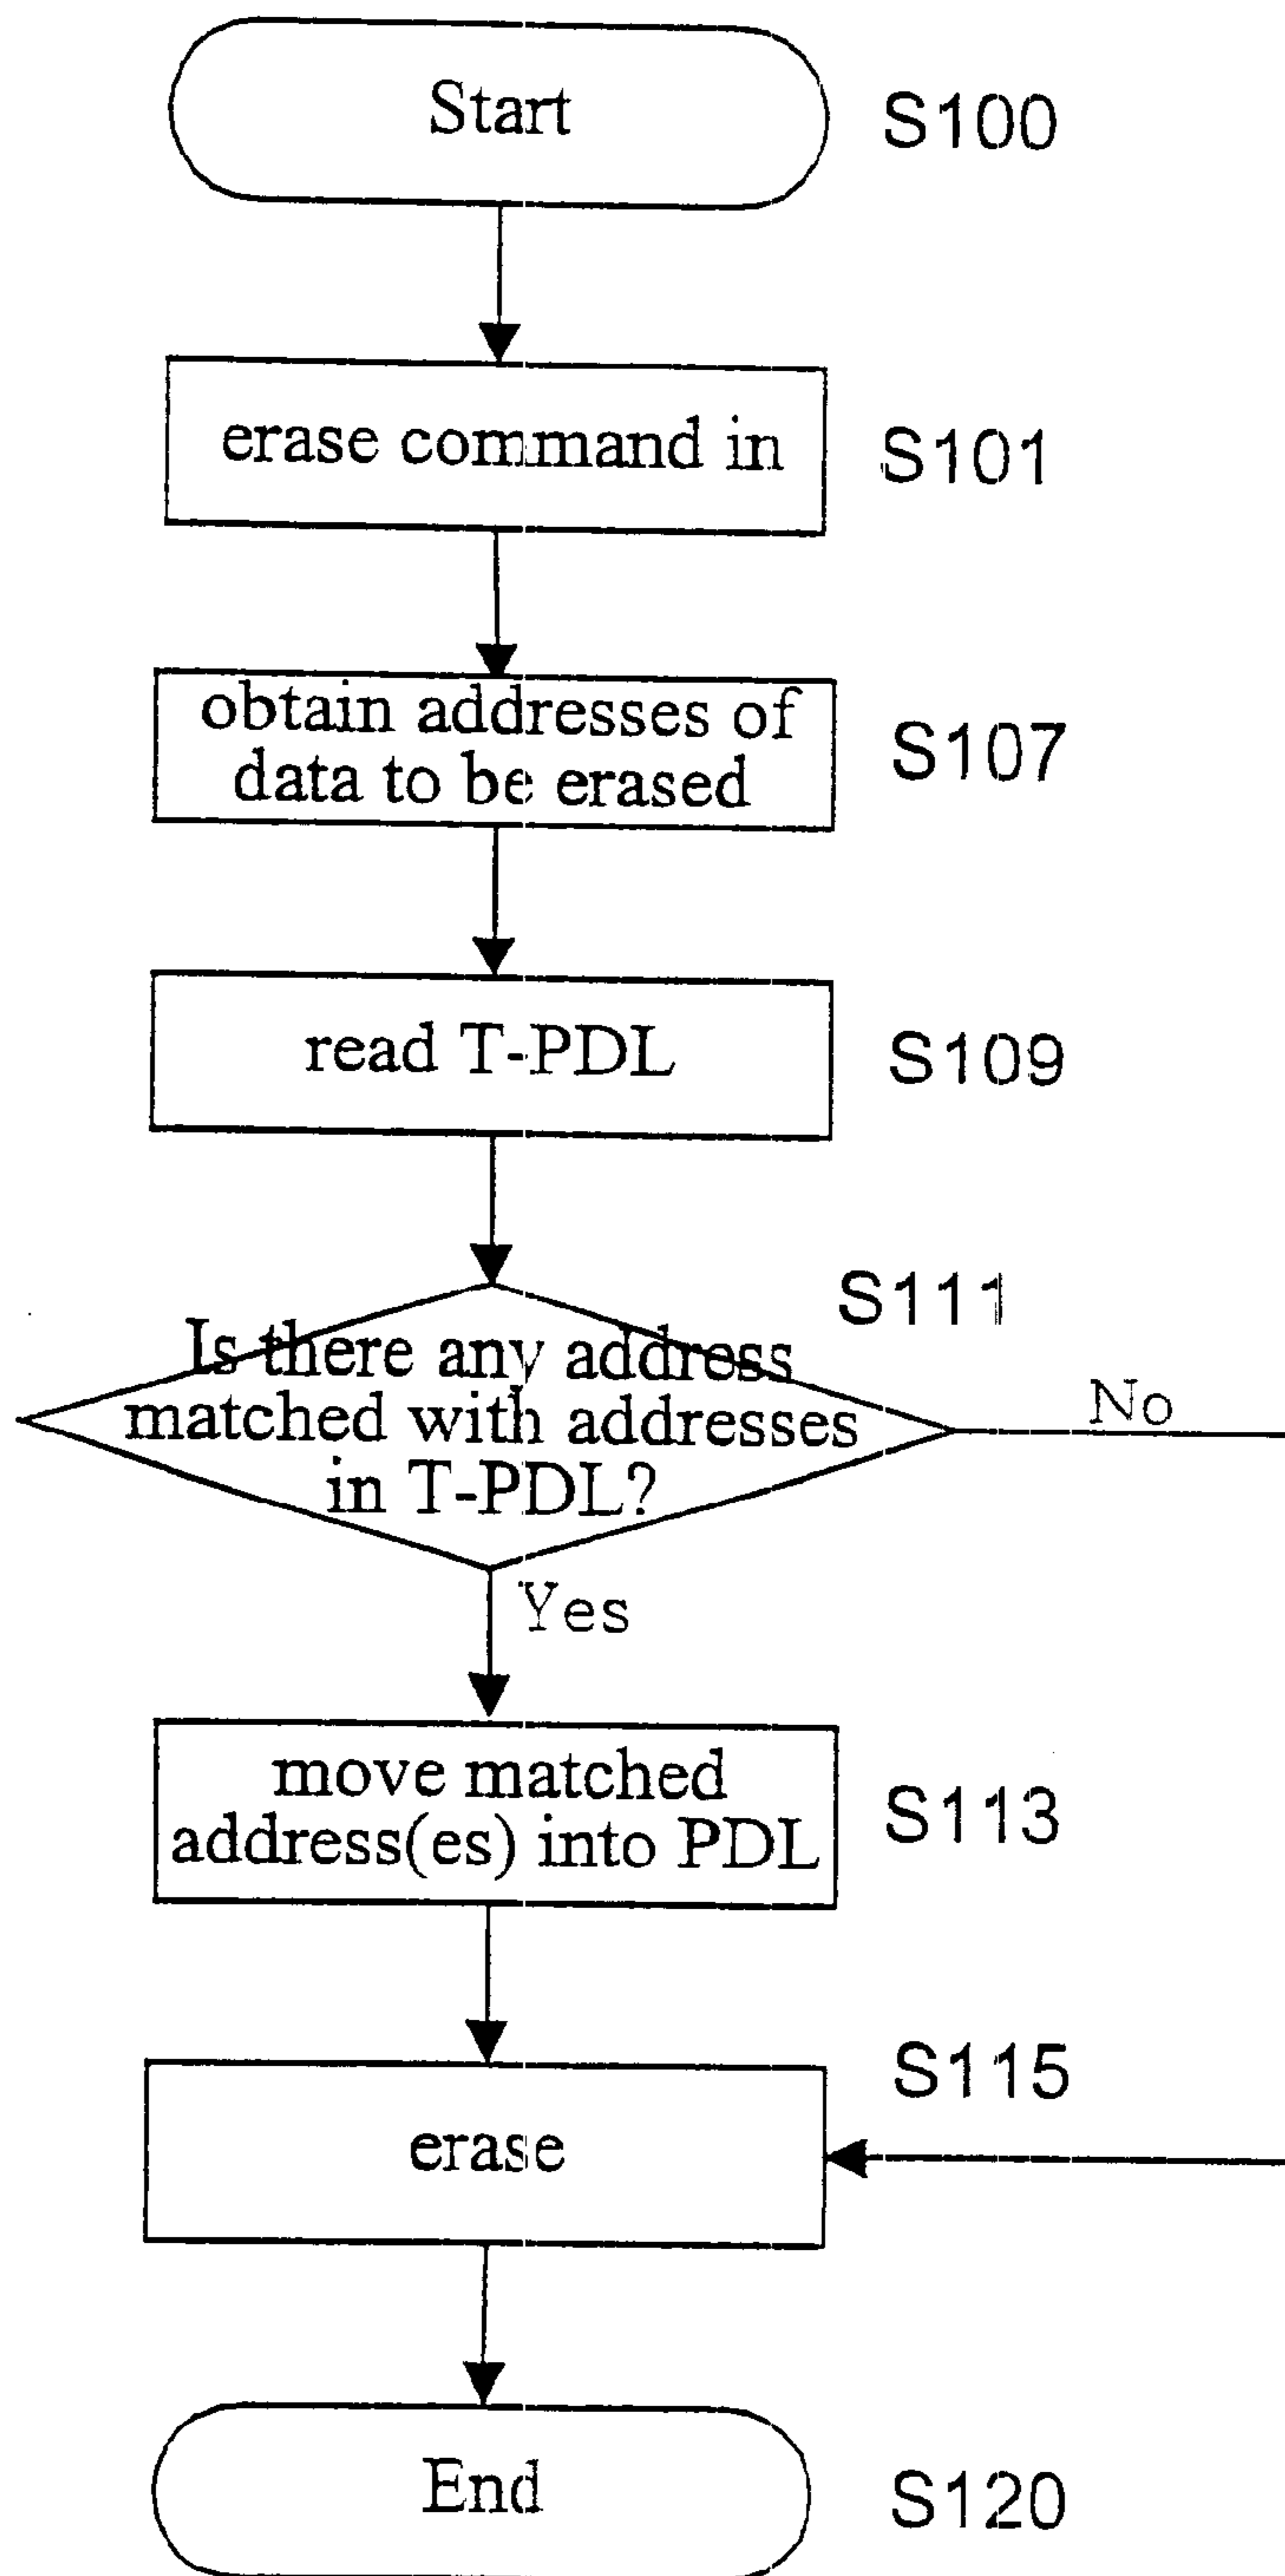 Start
S100
erase command in
S101
obtain addresses of
data to be erased
S107
read T-PDL
S109
S111
Is there any address
matched with addresses
in T-PDL?
No
Yes
move matched
address(es) into PDL
S113
S115
erase
End
S120